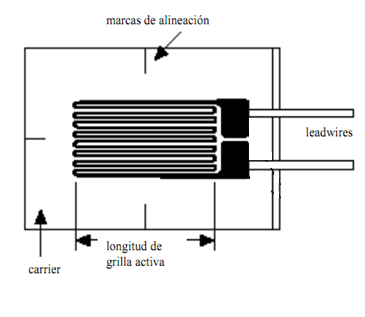 marcas de alineación
leadwires
longitud de
grilla activa
carrier